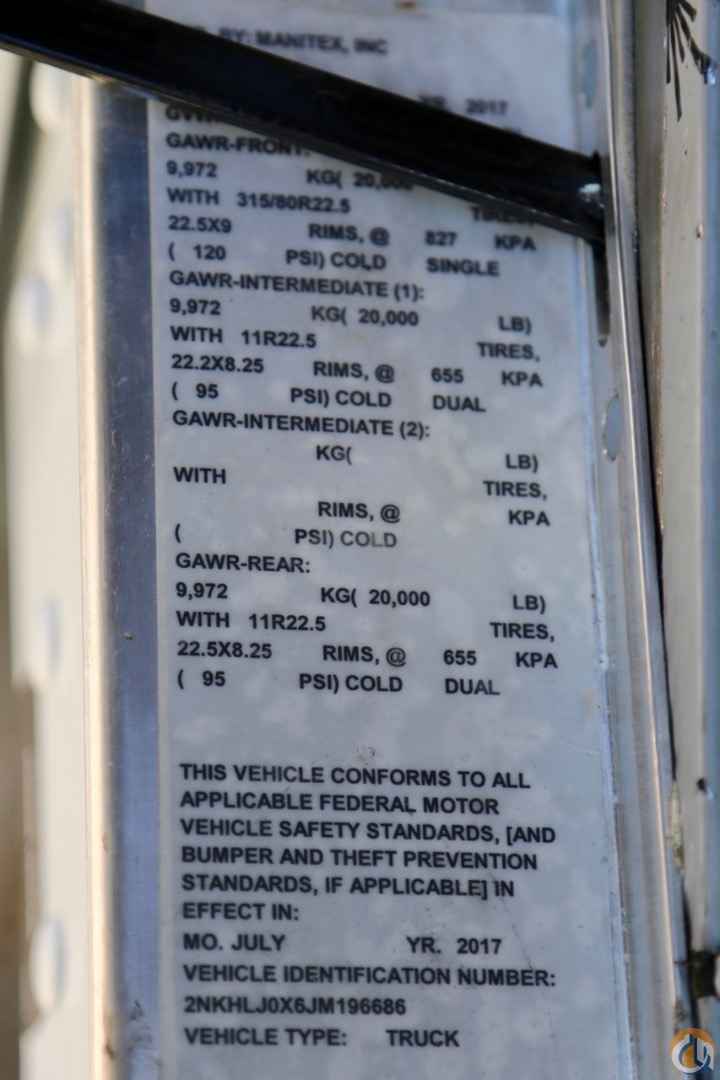 BY: MANITEX, INC
YR. 2017
GAWR-FRONT:
9,972 KG( 20,000
WITH 315/80R22.5 TIRES,
22.5X9 RIMS, @ 827 KPA
( 120 PSI) COLD SINGLE
GAWR-INTERMEDIATE (1):
9,972 KG( 20,000 LB)
WITH 11R22.5 TIRES,
22.2X8.25 RIMS, @ 655 KPA
( 95 PSI) COLD DUAL
GAWR-INTERMEDIATE (2):
KG( LB)
WITH TIRES,
RIMS, @ KPA
( PSI) COLD
GAWR-REAR:
9,972 KG( 20,000 LB)
WITH 11R22.5 TIRES,
22.5X8.25 RIMS, @ 655 KPA
( 95 PSI) COLD DUAL
THIS VEHICLE CONFORMS TO ALL
APPLICABLE FEDERAL MOTOR
VEHICLE SAFETY STANDARDS, [AND
BUMPER AND THEFT PREVENTION
STANDARDS, IF APPLICABLE] IN
EFFECT IN:
MO. JULY YR. 2017
VEHICLE IDENTIFICATION NUMBER:
2NKHLJ0X6JM196686
VEHICLE TYPE: TRUCK